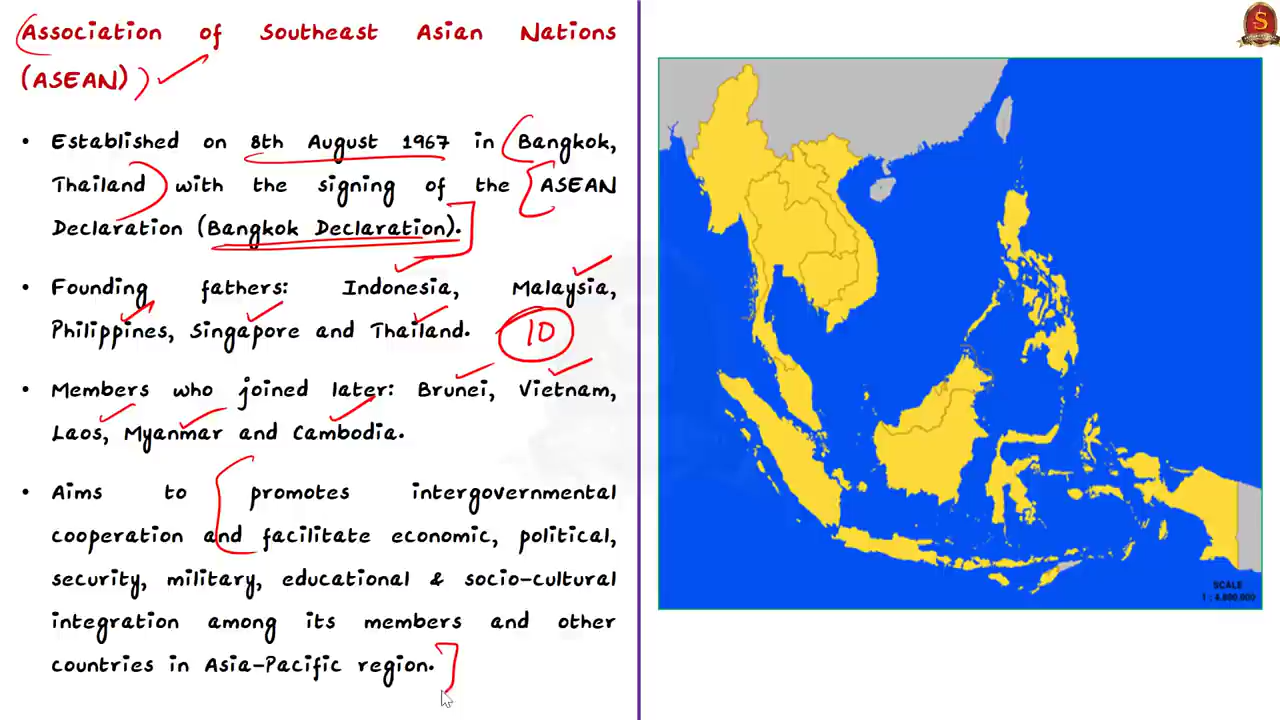 Association of Southeast Asian Nations
(ASEAN)
• Established on 8th August 1967 in Bangkok,
Thailand with the signing of the ASEAN
Declaration (Bangkok Declaration).
• Founding fathers: Indonesia, Malaysia,
Philippines, Singapore and Thailand. 10
• Members who joined later: Brunei, Vietnam,
Laos, Myanmar and Cambodia.
• Aims to promotes intergovernmental
cooperation and facilitate economic, political,
security, military, educational & socio-cultural
integration among its members and other
countries in Asia-Pacific region.
S
SCALE